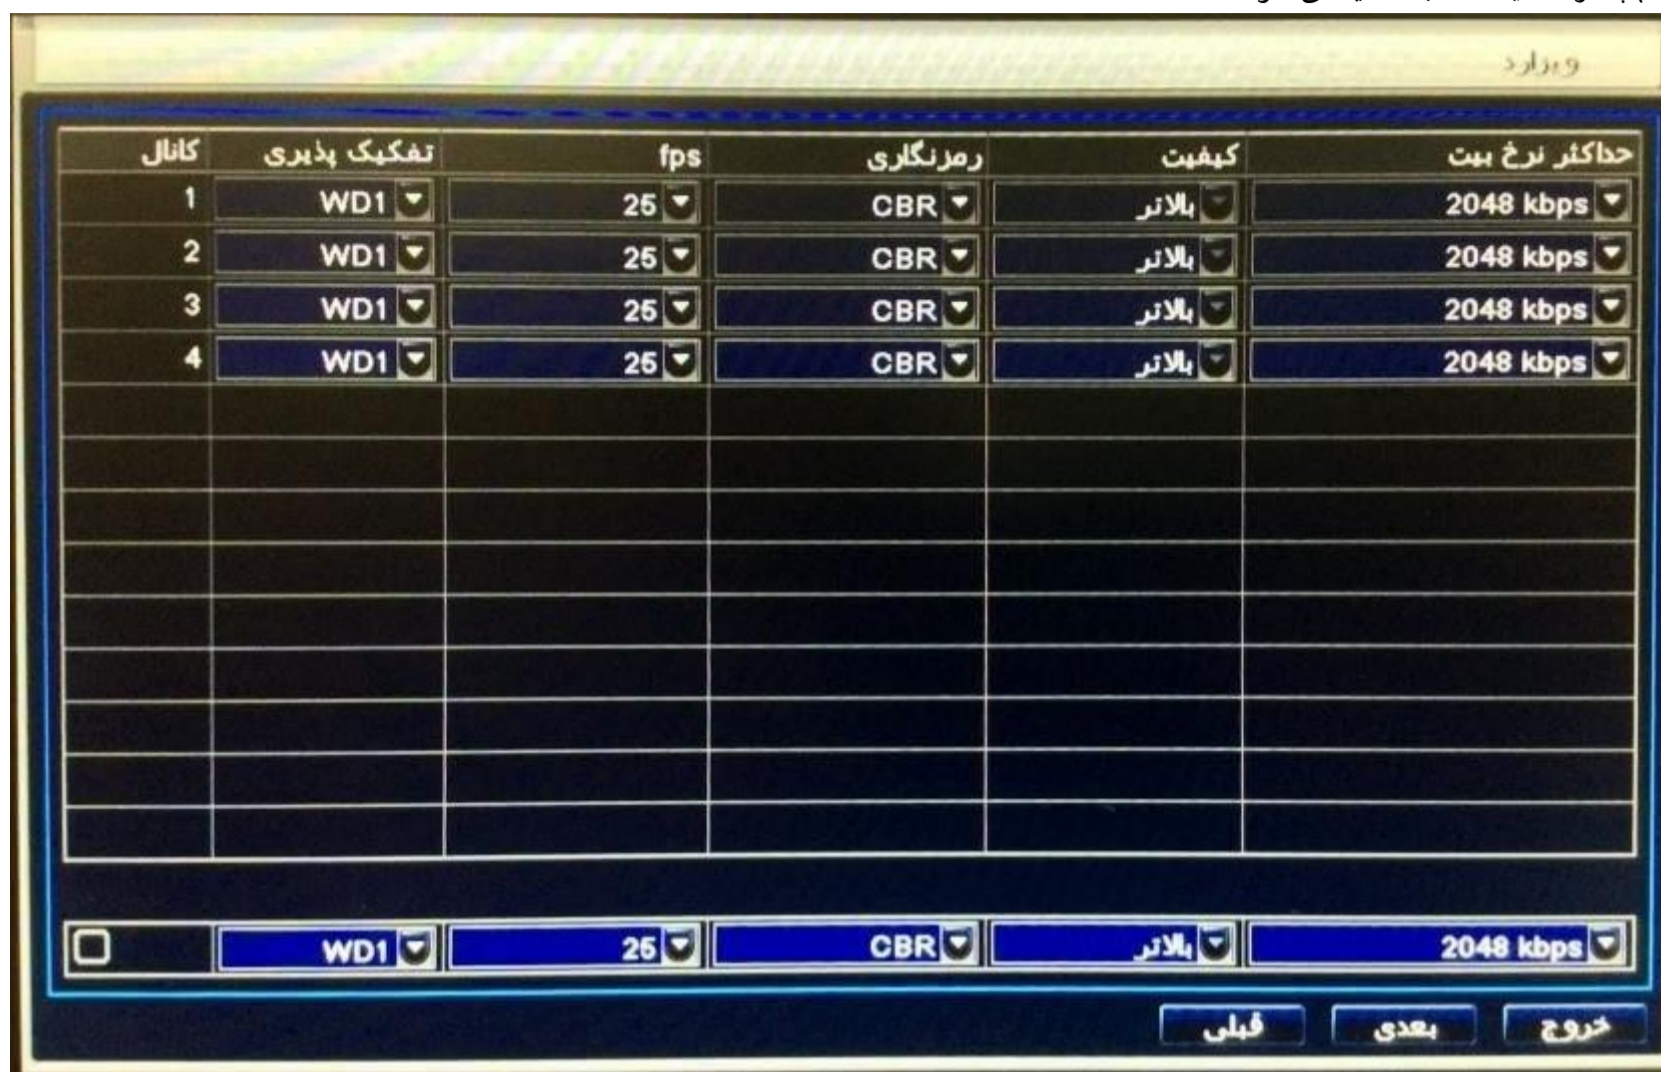 ویزارد
کانال تفکیک پذیری fps رمزنگاری کیفیت حداکثر نرخ بیت
1 WD1 25 CBR بالاتر 2048 kbps
2 WD1 25 CBR بالاتر 2048 kbps
3 WD1 25 CBR بالاتر 2048 kbps
4 WD1 25 CBR بالاتر 2048 kbps
WD1 25 CBR بالاتر 2048 kbps
قبلی بعدی خروج